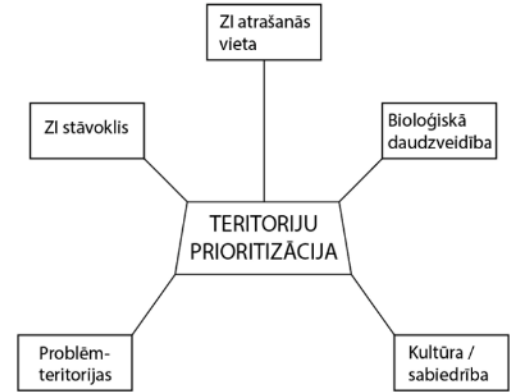 ZI atrašanās
vieta
ZI stāvoklis
Bioloģiskā
daudzveidība
TERITORIJU
PRIORITIZĀCIJA
Problēm-
teritorijas
Kultūra /
sabiedrība